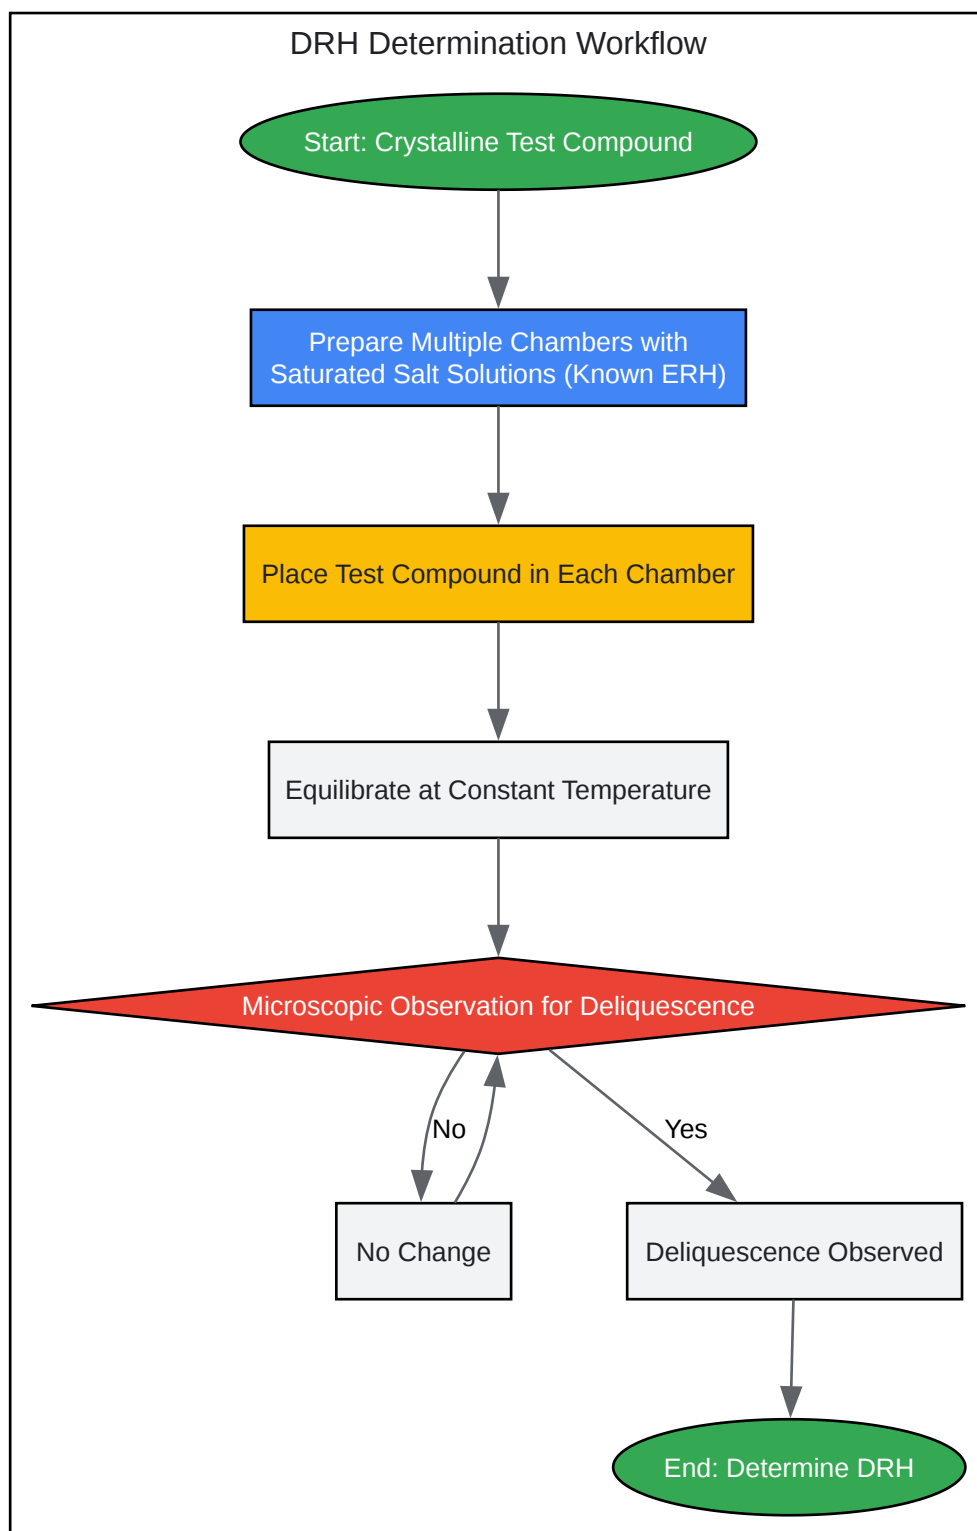 DRH Determination Workflow
Start: Crystalline Test Compound
Prepare Multiple Chambers with
Saturated Salt Solutions (Known ERH)
Place Test Compound in Each Chamber
Equilibrate at Constant Temperature
Microscopic Observation for Deliquescence
No
Yes
No Change
Deliquescence Observed
End: Determine DRH